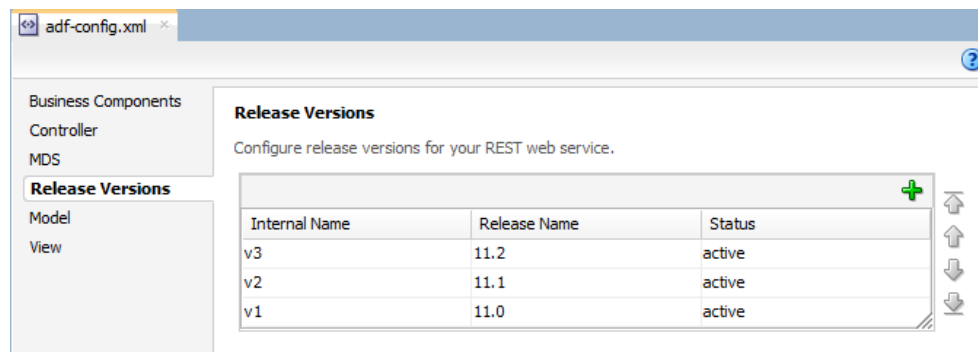 adf-config.xml
Business Components
Controller
MDS
Release Versions
Model
View
Release Versions
Configure release versions for your REST web service.
Internal Name Release Name Status
v3 11.2 active
v2 11.1 active
v1 11.0 active